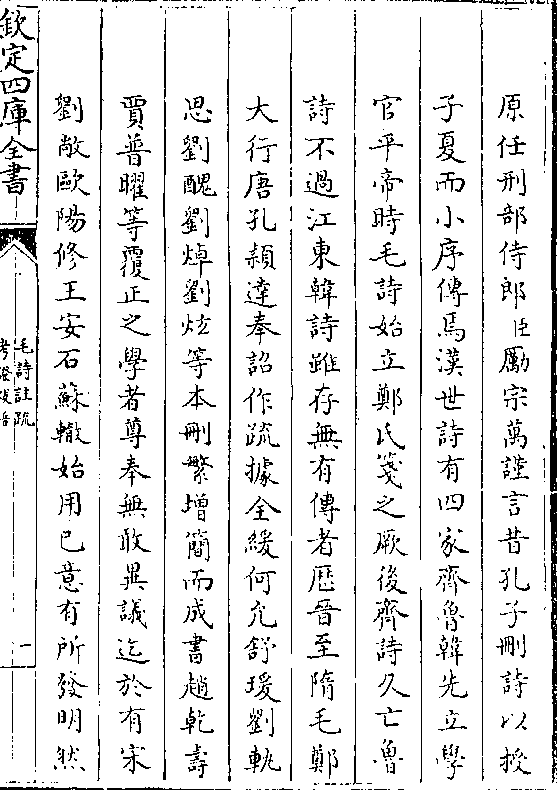 原任刑部侍郎臣勵宗萬謹言昔孔子刪詩以授
子夏而小序傳焉漢世詩有四家齊魯韓先立學
官平帝時毛詩始立鄭氏箋之厥後齊詩久亡魯
詩不過江東韓詩雖存無有傳者歷晉至隋毛鄭
大行唐孔頴達奉詔作疏據全緩何允舒瑗劉軌
思劉醜劉焯劉炫等本刪繁增簡而成書趙乾壽
賈普曜等覆正之學者尊奉無敢異議迄於有宋
劉敞歐陽修王安石蘇轍始用已意有所發明然
欽定四庫全書
毛詩註疏
考證跋語
一